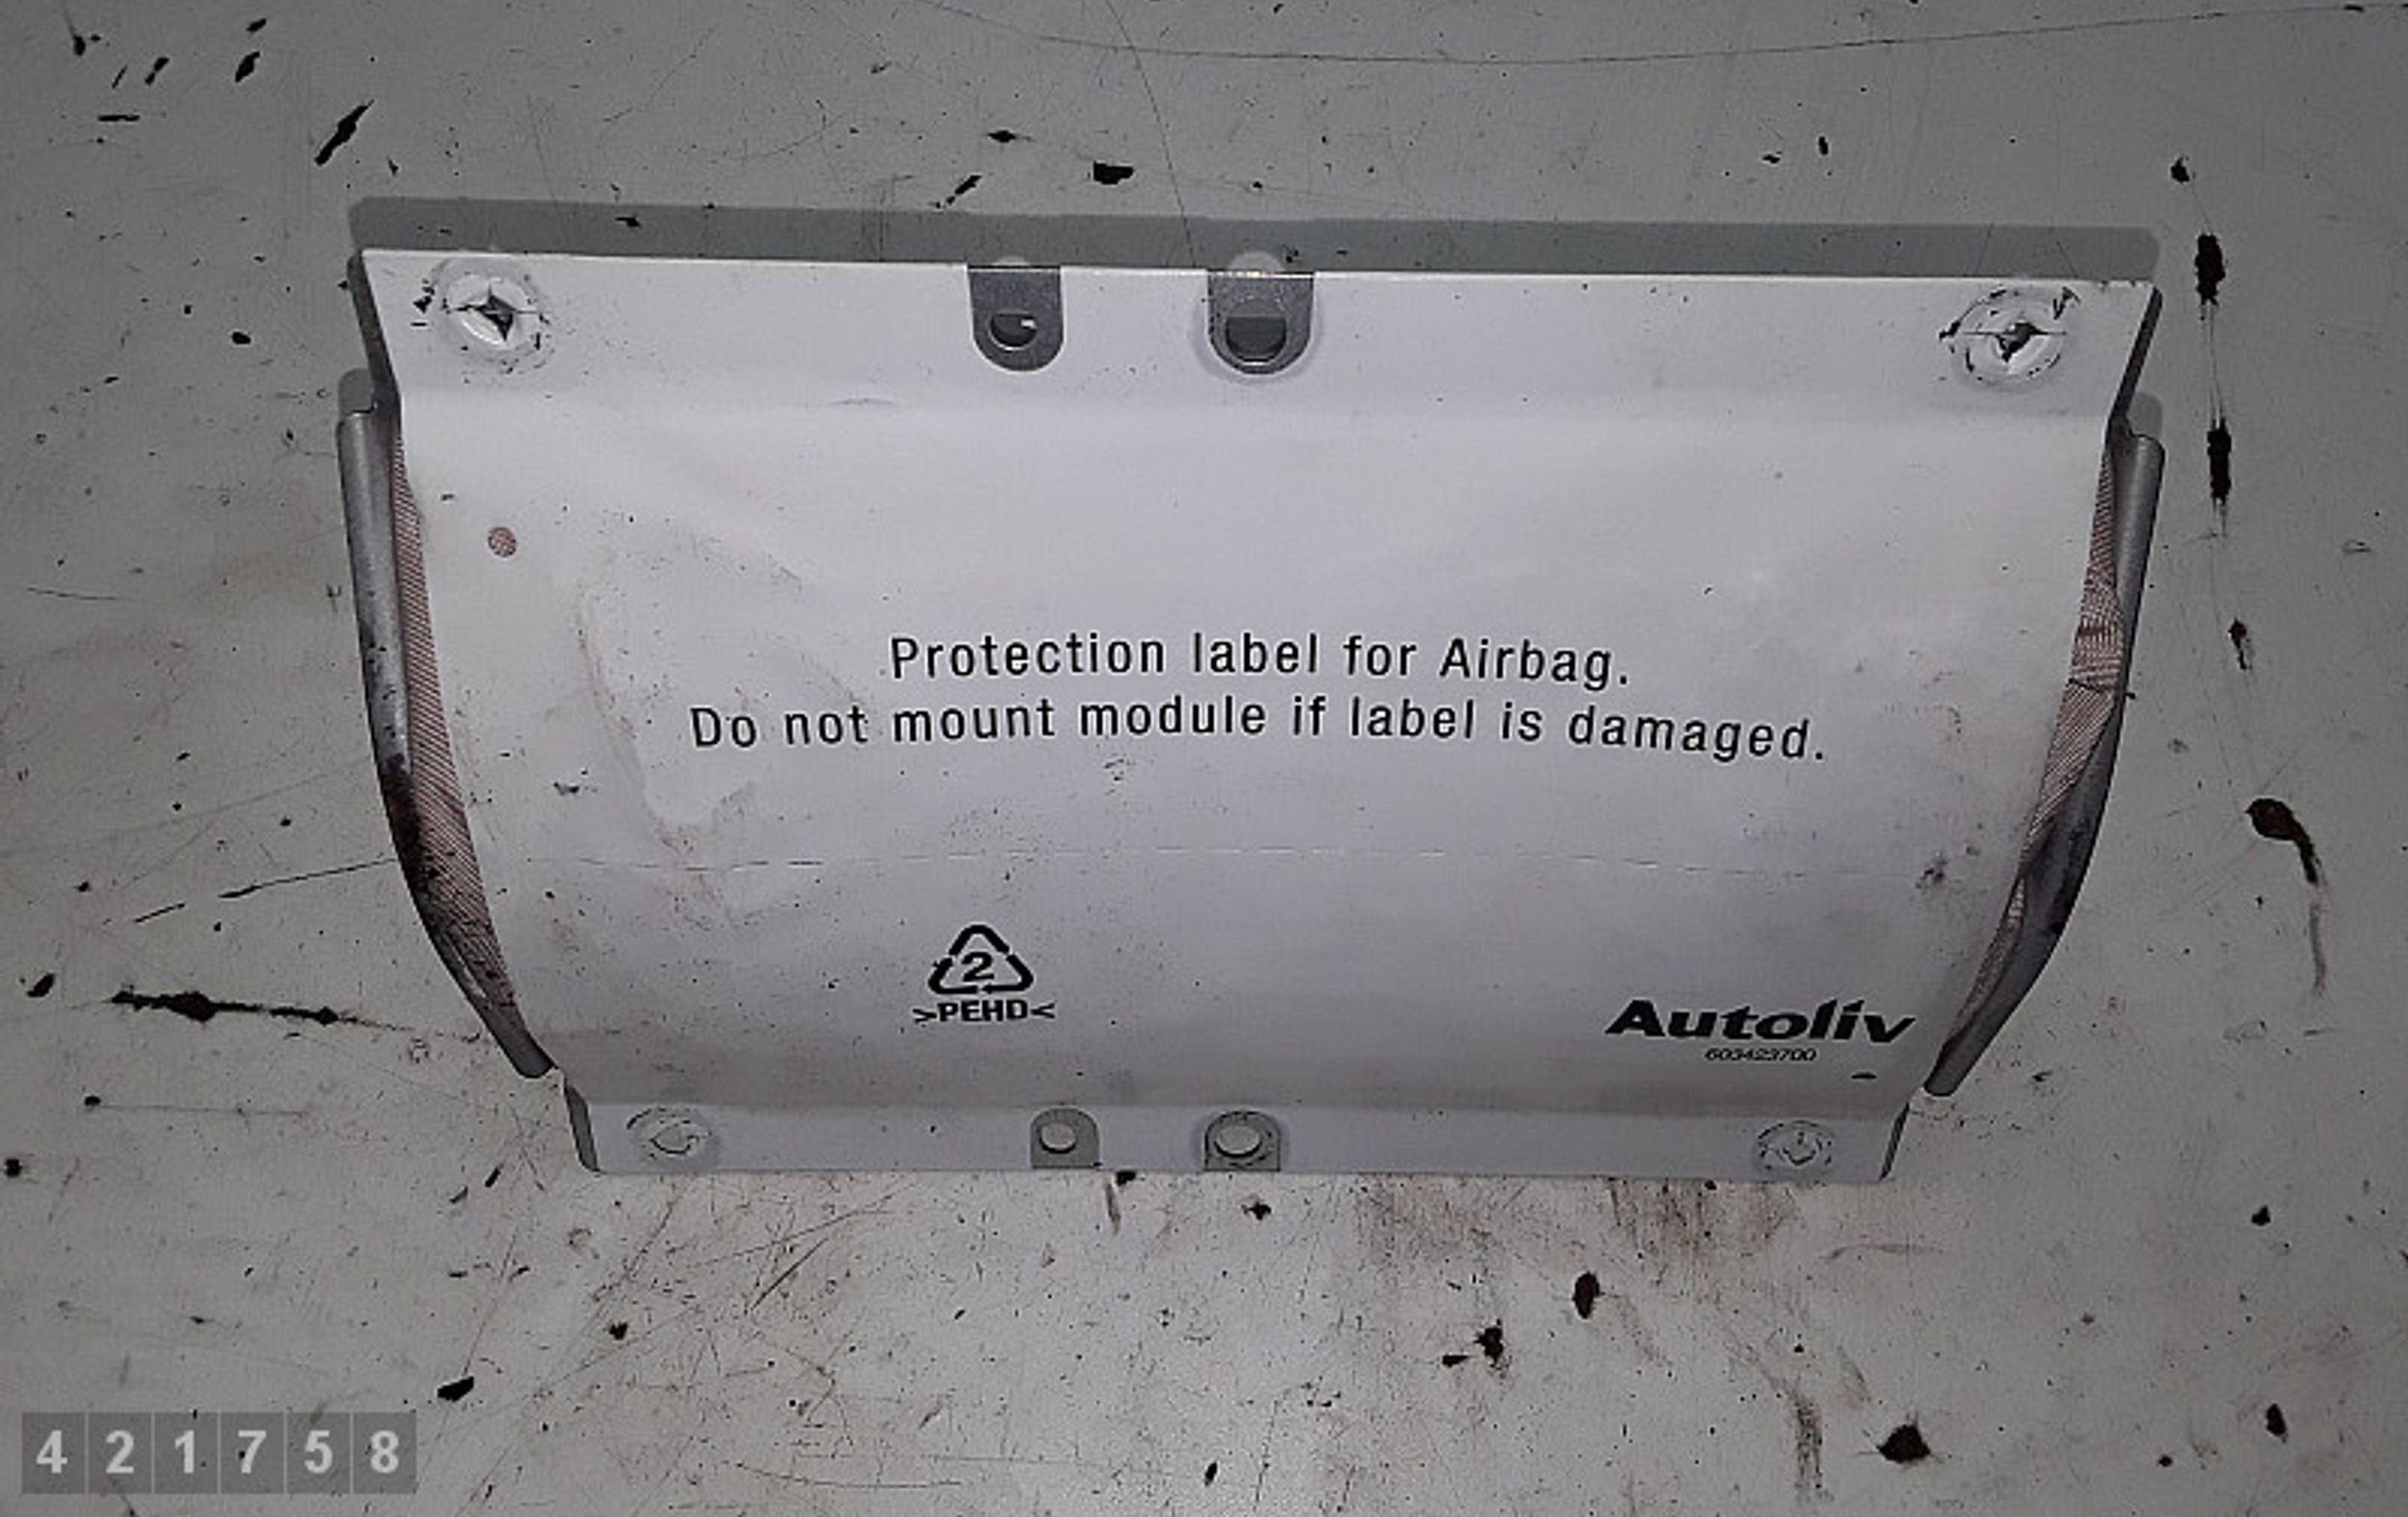 Protection label for Airbag.
Do not mount module if label is damaged.
2
>PEHD<
Autoliv
603423700
421758